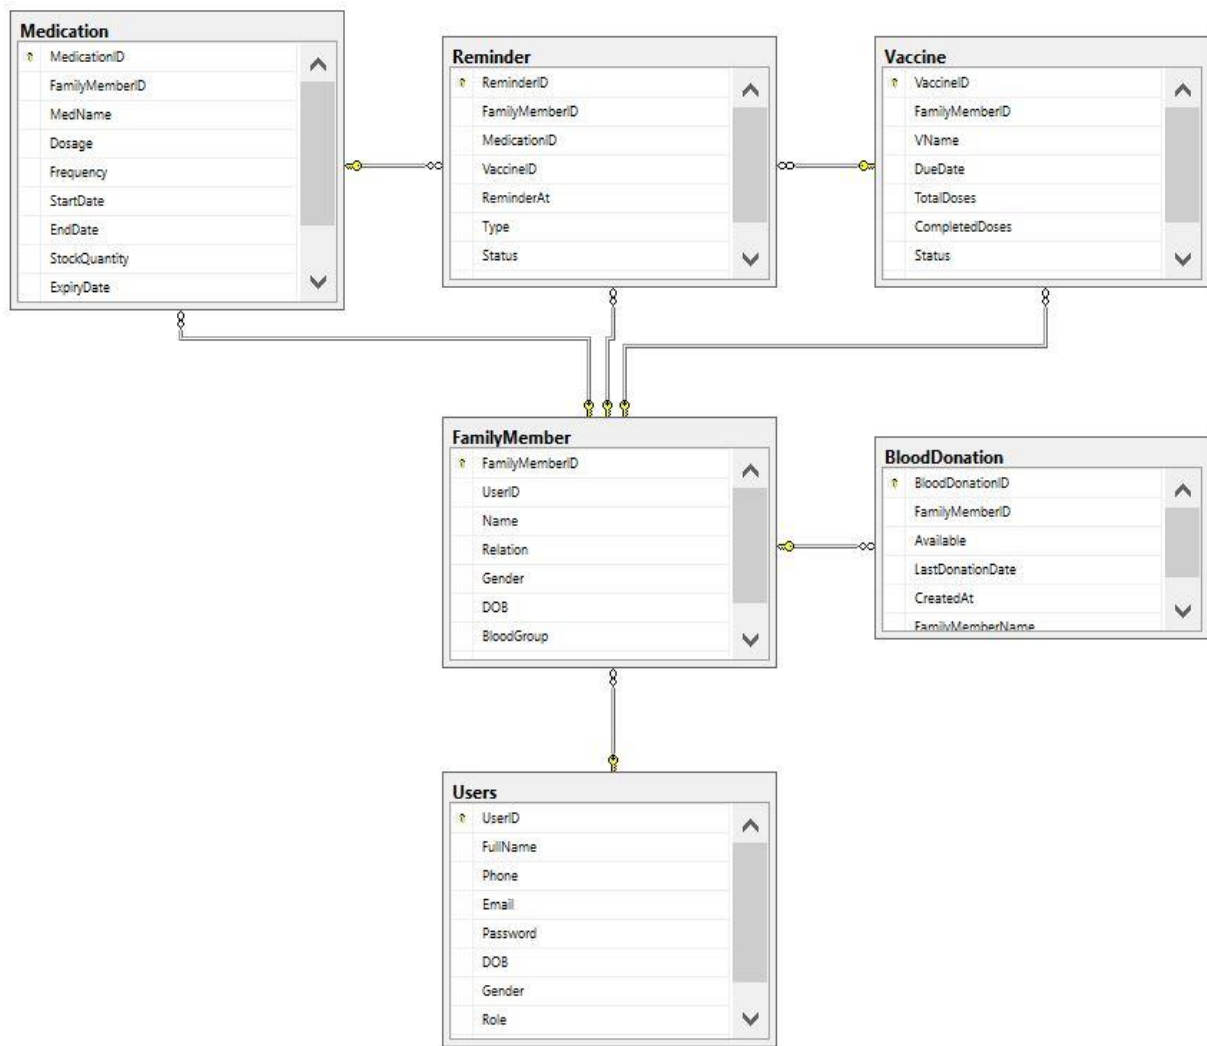 Medication
MedicationID
FamilyMemberID
MedName
Dosage
Frequency
StartDate
EndDate
StockQuantity
ExpiryDate
Reminder
ReminderID
FamilyMemberID
MedicationID
VaccineID
ReminderAt
Type
Status
Vaccine
VaccineID
FamilyMemberID
VName
DueDate
TotalDoses
CompletedDoses
Status
FamilyMember
FamilyMemberID
UserID
Name
Relation
Gender
DOB
BloodGroup
BloodDonation
BloodDonationID
FamilyMemberID
Available
LastDonationDate
CreatedAt
FamilyMemberName
Users
UserID
FullName
Phone
Email
Password
DOB
Gender
Role